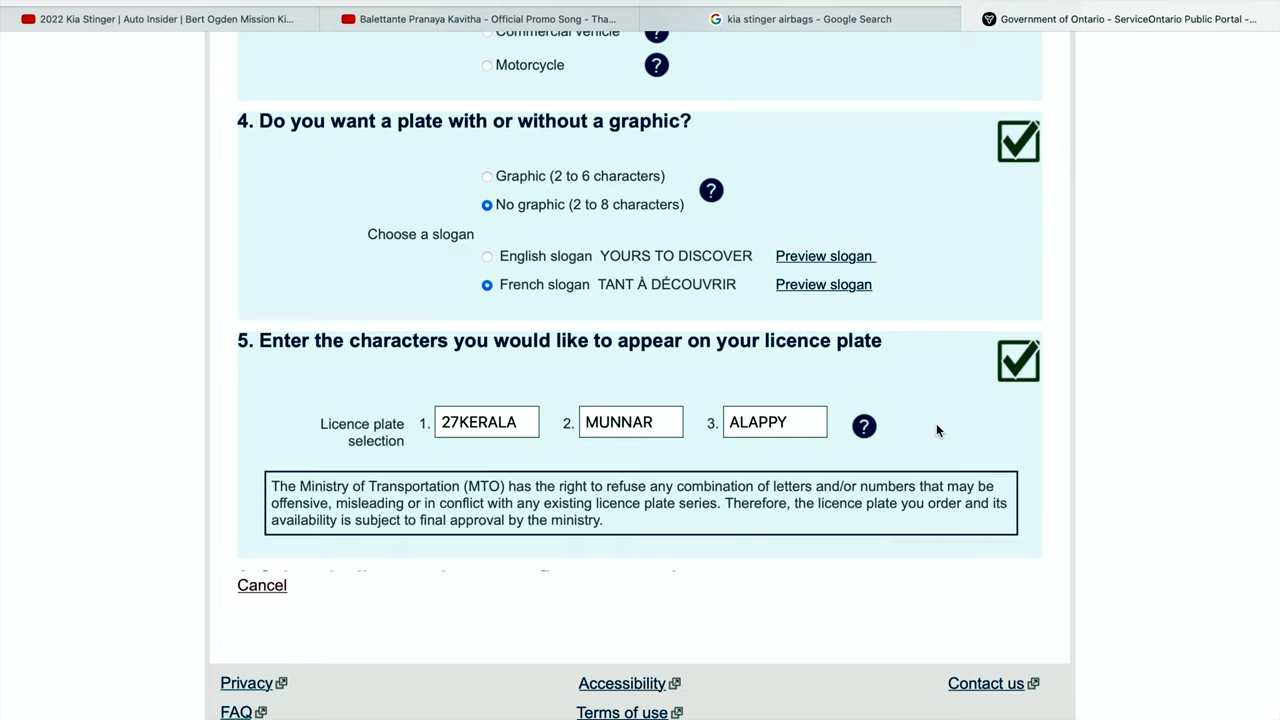 2022 Kia Stinger | Auto Insider | Bert Ogden Mission Ki...
Balettante Pranaya Kavitha - Official Promo Song - Tha...
kia stinger airbags - Google Search
Government of Ontario - ServiceOntario Public Portal -...
Commercial vehicle ?
Motorcycle ?
4. Do you want a plate with or without a graphic?
Graphic (2 to 6 characters)
?
No graphic (2 to 8 characters)
Choose a slogan
English slogan YOURS TO DISCOVER Preview slogan
French slogan TANT À DÉCOUVRIR Preview slogan
5. Enter the characters you would like to appear on your licence plate
Licence plate selection 1. 27KERALA 2. MUNNAR 3. ALAPPY ?
The Ministry of Transportation (MTO) has the right to refuse any combination of letters and/or numbers that may be
offensive, misleading or in conflict with any existing licence plate series. Therefore, the licence plate you order and its
availability is subject to final approval by the ministry.
Cancel
Privacy Accessibility Contact us
FAQ Terms of use